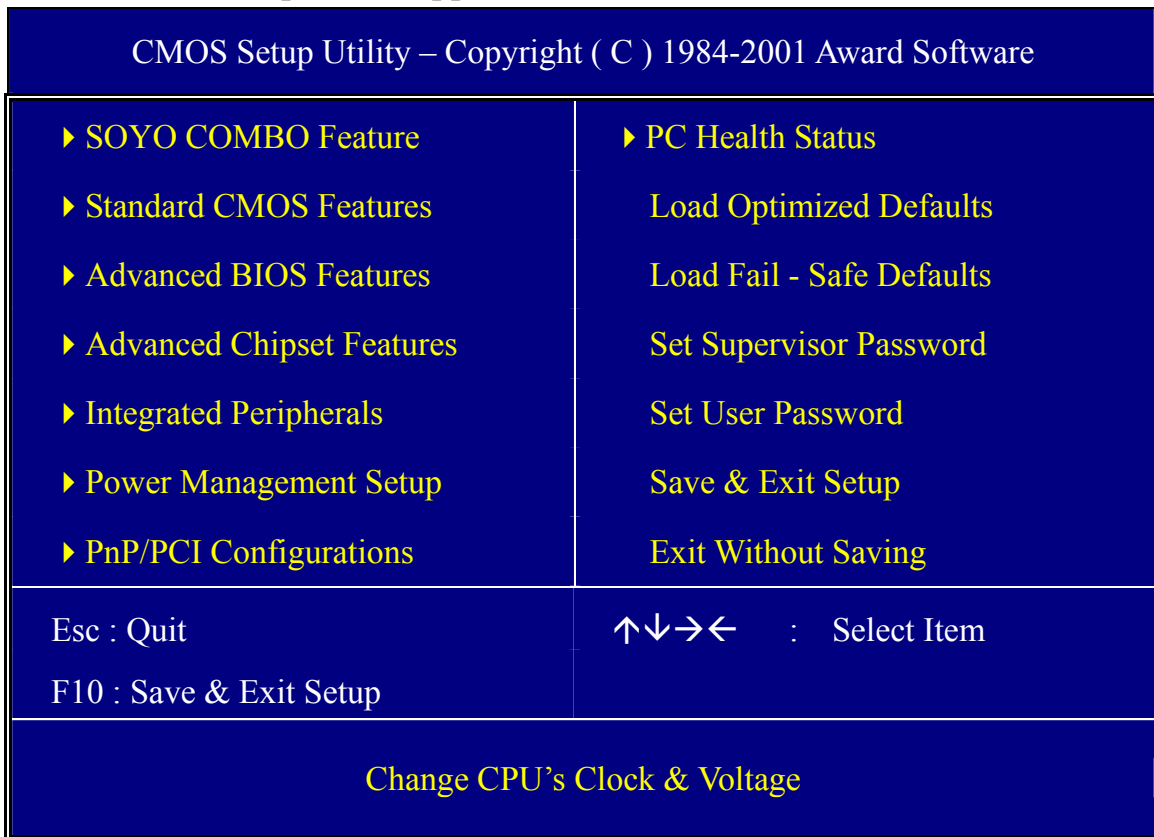 CMOS Setup Utility – Copyright ( C ) 1984-2001 Award Software
▶ SOYO COMBO Feature
▶ Standard CMOS Features
▶ Advanced BIOS Features
▶ Advanced Chipset Features
▶ Integrated Peripherals
▶ Power Management Setup
▶ PnP/PCI Configurations
▶ PC Health Status
Load Optimized Defaults
Load Fail - Safe Defaults
Set Supervisor Password
Set User Password
Save & Exit Setup
Exit Without Saving
Esc : Quit
F10 : Save & Exit Setup
↑↓→← : Select Item
Change CPU’s Clock & Voltage